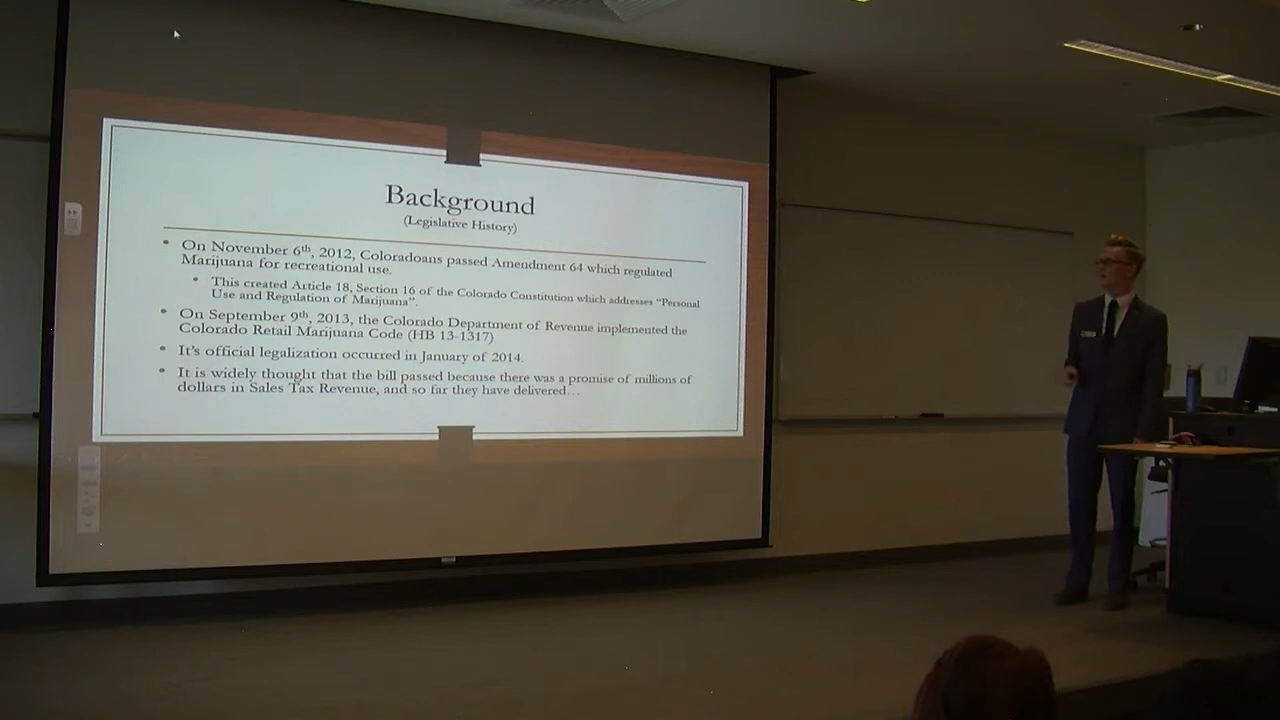 Background
(Legislative History)
On November 6th, 2012, Coloradoans passed Amendment 64 which regulated
Marijuana for recreational use.
This created Article 18, Section 16 of the Colorado Constitution which addresses "Personal
Use and Regulation of Marijuana".
On September 9th, 2013, the Colorado Department of Revenue implemented the
Colorado Retail Marijuana Code (HB 13-1317)
It's official legalization occurred in January of 2014.
It is widely thought that the bill passed because there was a promise of millions of
dollars in Sales Tax Revenue, and so far they have delivered…